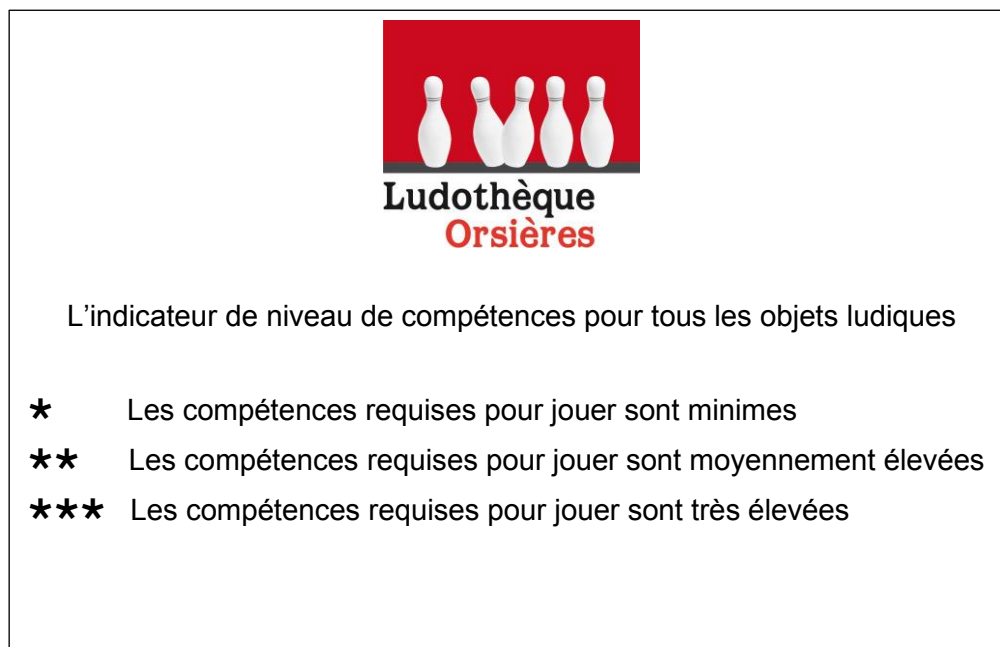 Ludothèque
Orsières
L'indicateur de niveau de compétences pour tous les objets ludiques
* Les compétences requises pour jouer sont minimes
** Les compétences requises pour jouer sont moyennement élevées
*** Les compétences requises pour jouer sont très élevées